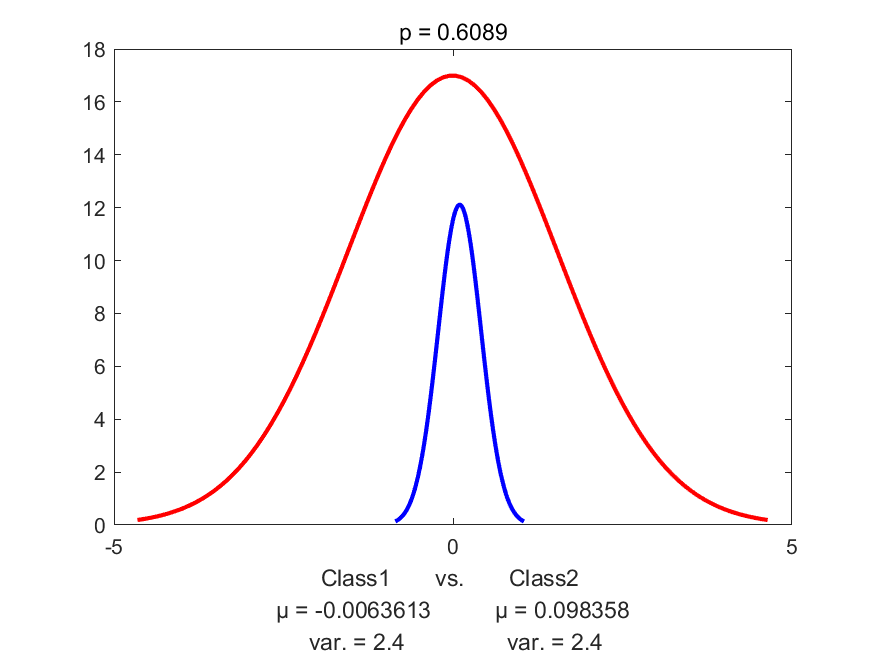 p = 0.6089
18
16
14
12
10
8
6
4
2
0
-5 0 5
Class1 vs. Class2
μ = -0.0063613 μ = 0.098358
var. = 2.4 var. = 2.4